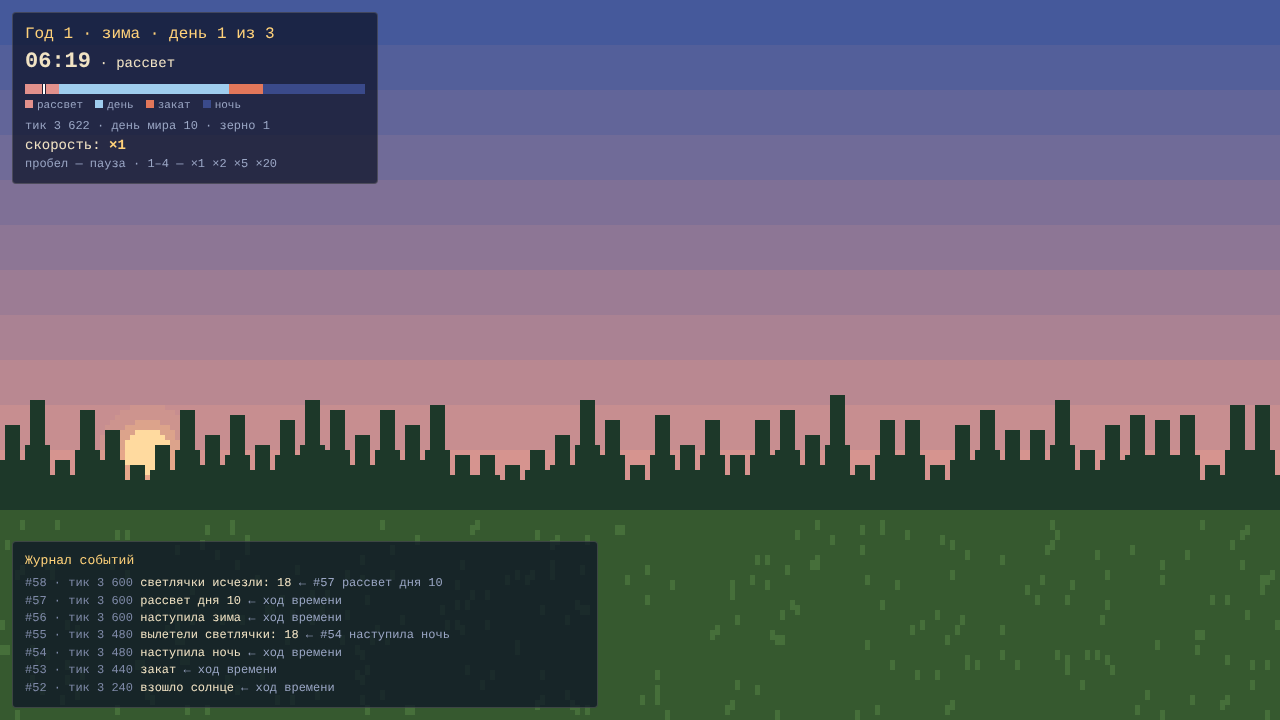 Год 1 · зима · день 1 из 3
06:19 · рассвет
рассвет день закат ночь
тик 3 622 · день мира 10 · зерно 1
скорость: ×1
пробел — пауза · 1–4 — ×1 ×2 ×5 ×20
Журнал событий
#58 · тик 3 600 светлячки исчезли: 18 ← #57 рассвет дня 10
#57 · тик 3 600 рассвет дня 10 ← ход времени
#56 · тик 3 600 наступила зима ← ход времени
#55 · тик 3 480 вылетели светлячки: 18 ← #54 наступила ночь
#54 · тик 3 480 наступила ночь ← ход времени
#53 · тик 3 440 закат ← ход времени
#52 · тик 3 240 взошло солнце ← ход времени